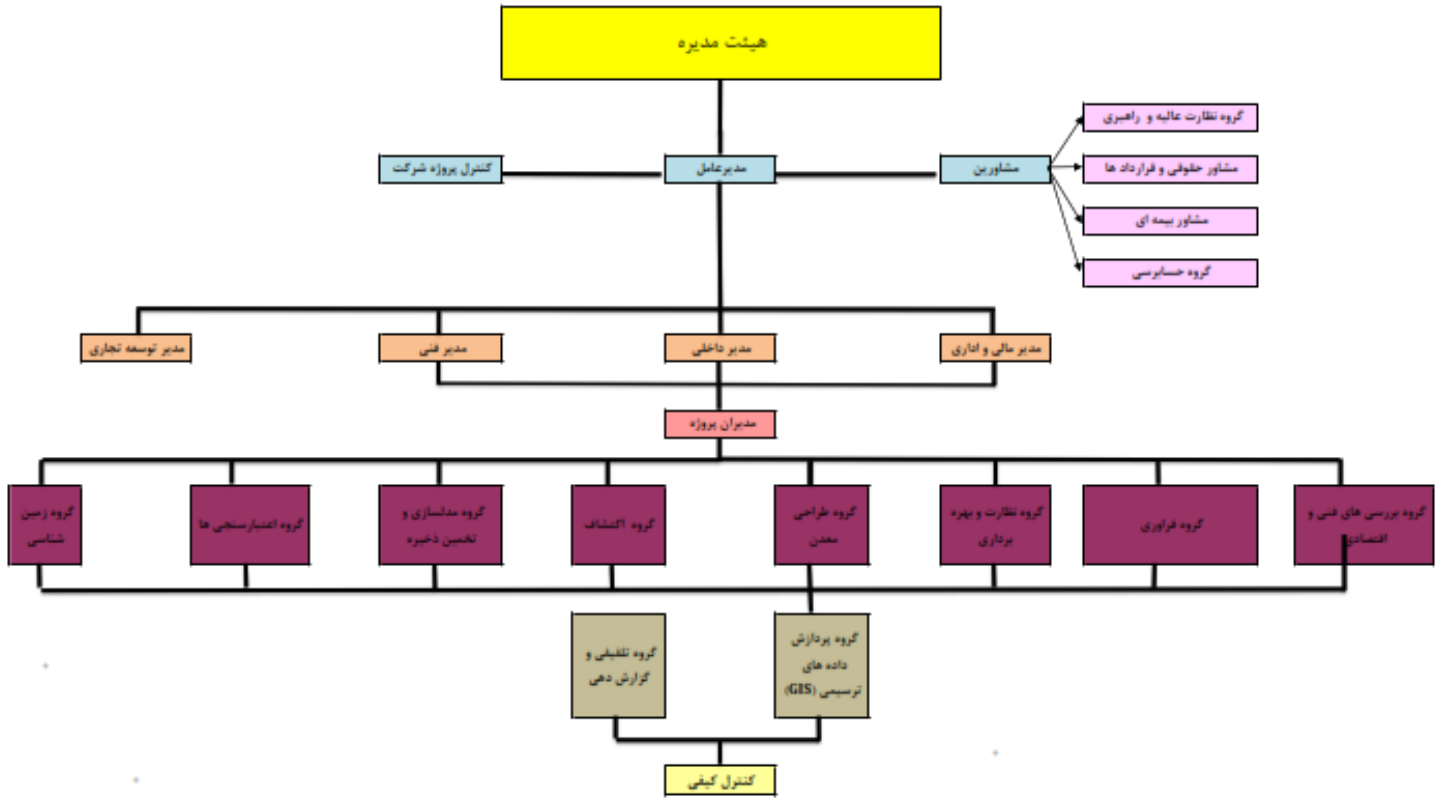 هیئت مدیره
گروه نظارت عالیه و راهبری
کنترل پروژه شرکت
مدیرعامل
مشاورین
مشاور حقوقی و قرارداد ها
مشاور بیمه ای
گروه حسابرسی
مدیر مالی و اداری
مدیر داخلی
مدیر فنی
مدیر توسعه تجاری
مدیران پروژه
گروه بررسی های فنی و
اقتصادی
گروه فراوری
گروه نظارت و بهره
برداری
گروه طراحی
معدن
گروه اکتشاف
گروه مدلسازی و
تخمین ذخیره
گروه اعتبارسنجی ها
گروه زمین
شناسی
گروه پردازش
داده های
ترسیمی (GIS)
گروه تلفیقی و
گزارش دهی
کنترل کیفی